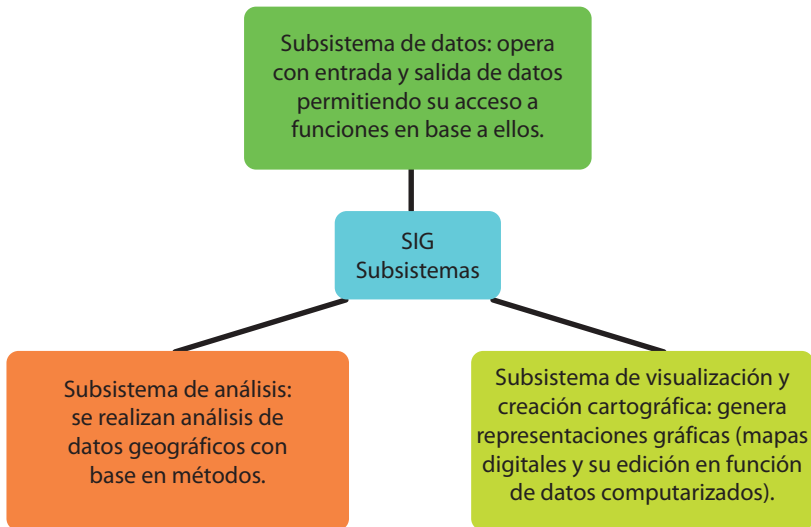 Subsistema de datos: opera
con entrada y salida de datos
permitiendo su acceso a
funciones en base a ellos.
SIG
Subsistemas
Subsistema de análisis:
se realizan análisis de
datos geográficos con
base en métodos.
Subsistema de visualización y
creación cartográfica: genera
representaciones gráficas (mapas
digitales y su edición en función
de datos computarizados).